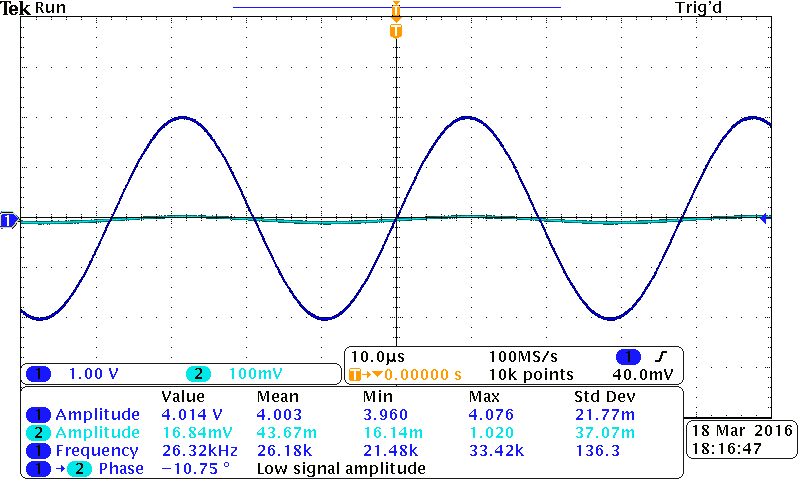 Tek Run Trig'd
T
T
1
10.0µs 100MS/s 1
1 1.00 V 2 100mV
T→▼0.00000 s 10k points 40.0mV
Value Mean Min Max Std Dev
1 Amplitude 4.014 V 4.003 3.960 4.076 21.77m
2 Amplitude 16.84mV 43.67m 16.14m 1.020 37.07m
1 Frequency 26.32kHz 26.18k 21.48k 33.42k 136.3
1 → 2 Phase −10.75 ° Low signal amplitude
18 Mar 2016
18:16:47